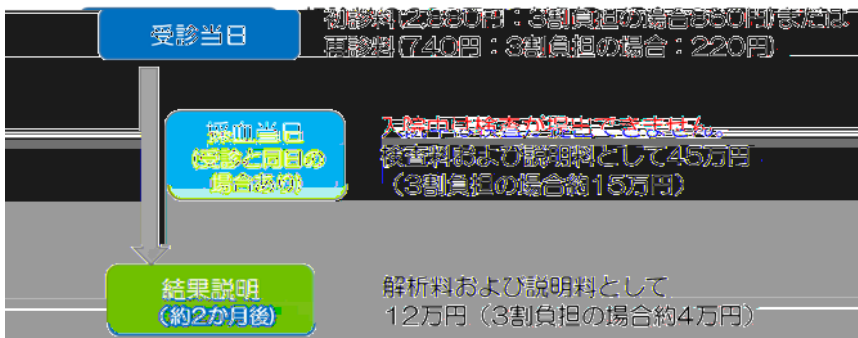 受診当日
初診料(2,880円：3割負担の場合860円)または
再診料(740円：3割負担の場合：220円)
採血当日
(受診と同日の
場合あり)
入院中は検査が提出できません。
検査料および説明料として45万円
（3割負担の場合約15万円）
結果説明
(約2か月後)
解析料および説明料として
12万円（3割負担の場合約4万円）